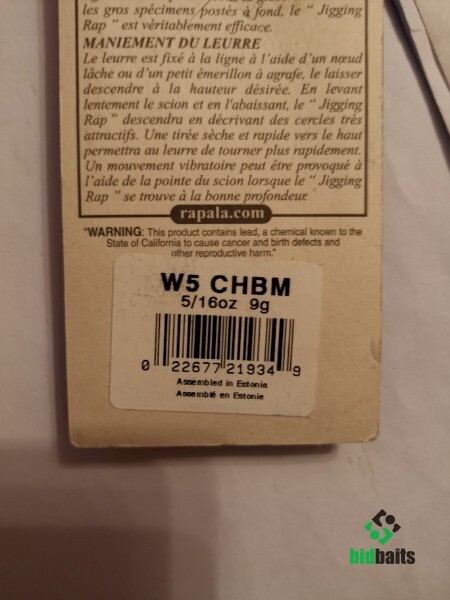 les gros spécimens postés à fond, le " Jigging
Rap " est véritablement efficace.
MANIEMENT DU LEURRE
Le leurre est fixé à la ligne à l'aide d'un nœud
lâche ou d'un petit émerillon à agrafe, le laisser
descendre à la hauteur désirée. En levant
lentement le scion et en l'abaissant, le " Jigging
Rap " descendra en décrivant des cercles très
attractifs. Une tirée sèche et rapide vers le haut
permettra au leurre de tourner plus rapidement.
Un mouvement vibratoire peut être provoqué à
l'aide de la pointe du scion lorsque le " Jigging
Rap " se trouve à la bonne profondeur.
rapala.com
"WARNING: This product contains lead, a chemical known to the
State of California to cause cancer and birth defects and
other reproductive harm."
W5 CHBM
5/16oz 9g
0 22677 21934 9
Assembled in Estonia
Assemblé en Estonie
bidbaits